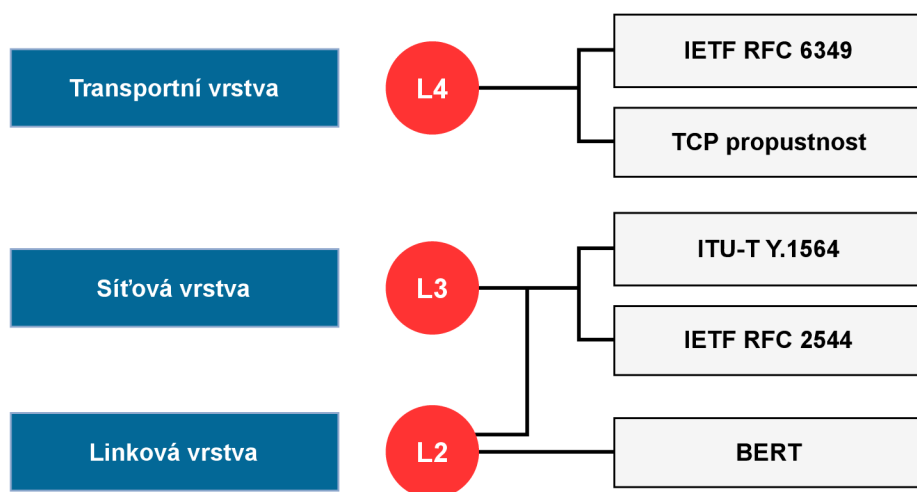 Transportní vrstva
L4
IETF RFC 6349
TCP propustnost
Síťová vrstva
L3
ITU-T Y.1564
IETF RFC 2544
Linková vrstva
L2
BERT